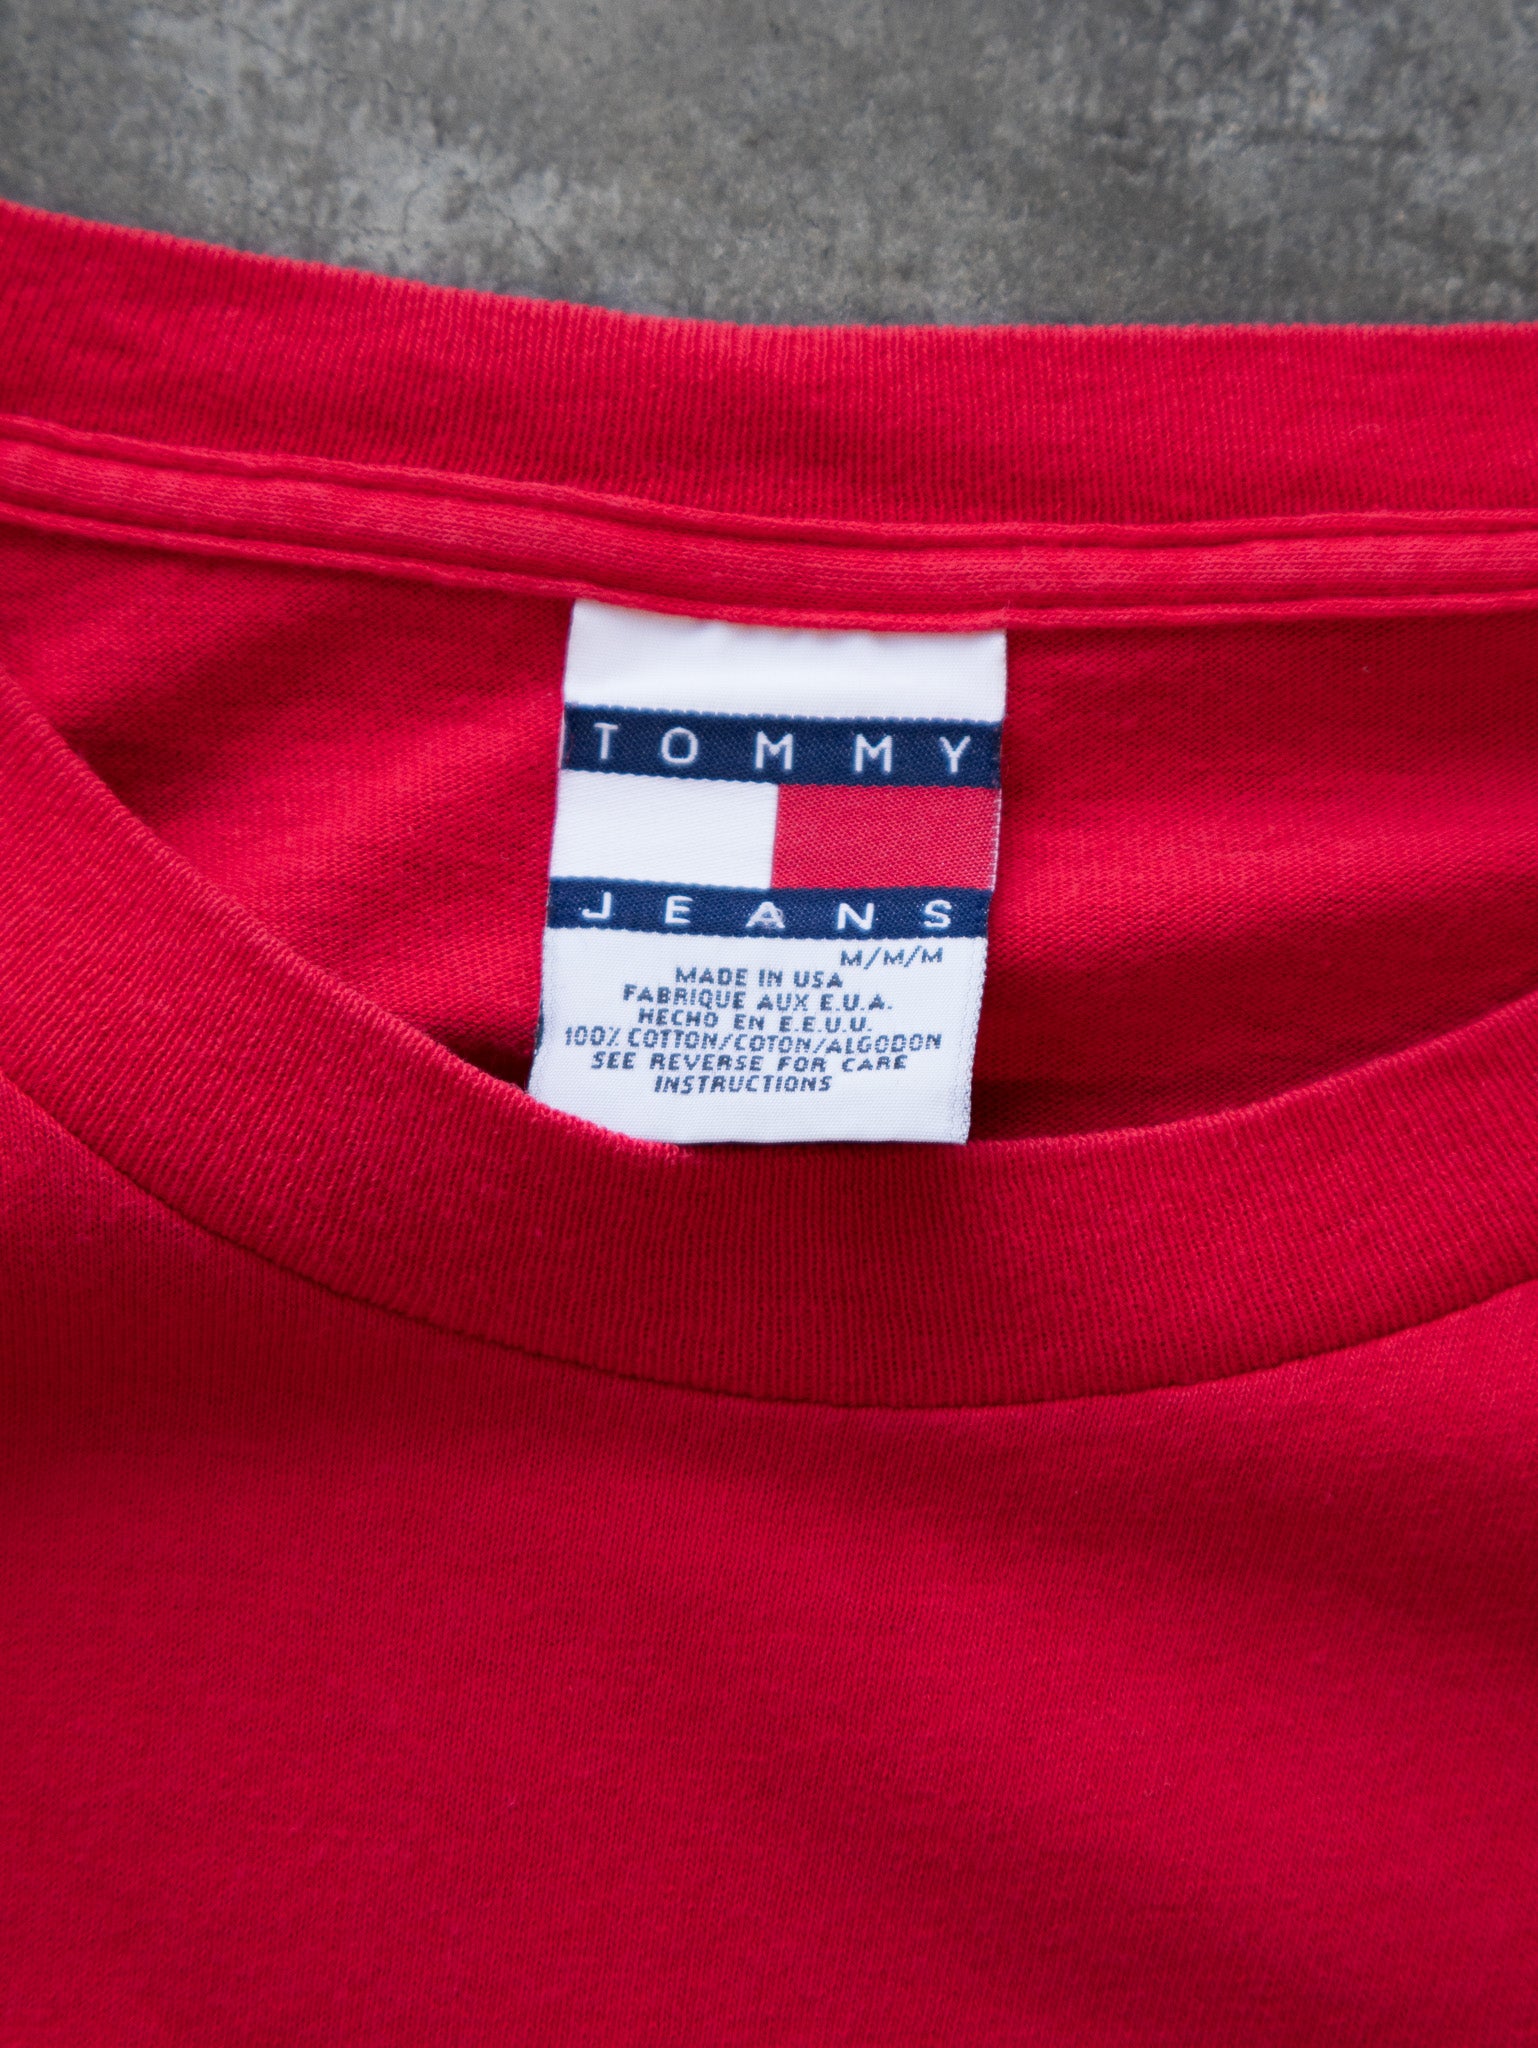 TOMMY
JEANS
M/M/M
MADE IN USA
FABRIQUE AUX E.U.A.
HECHO EN E.E.U.U.
100% COTTON/COTON/ALGODON
SEE REVERSE FOR CARE
INSTRUCTIONS